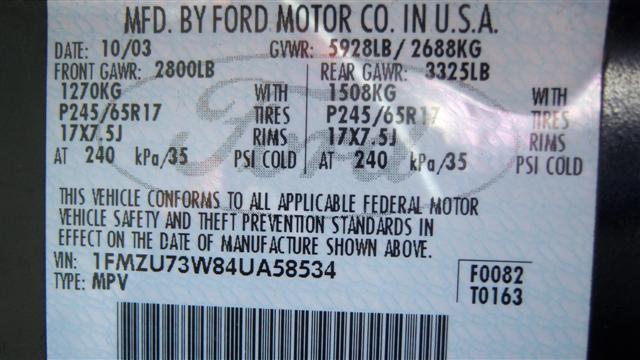 MFD. BY FORD MOTOR CO. IN U.S.A.
DATE: 10/03 GVWR: 5928LB/2688KG
FRONT GAWR: 2800LB REAR GAWR: 3325LB
1270KG WITH 1508KG WITH
P245/65R17 TIRES P245/65R17 TIRES
17X7.5J RIMS 17X7.5J RIMS
AT 240 kPa/35 PSI COLD AT 240 kPa/35 PSI COLD
Ford
THIS VEHICLE CONFORMS TO ALL APPLICABLE FEDERAL MOTOR
VEHICLE SAFETY AND THEFT PREVENTION STANDARDS IN
EFFECT ON THE DATE OF MANUFACTURE SHOWN ABOVE.
VIN: 1FMZU73W84UA58534 F0082
TYPE: MPV T0163